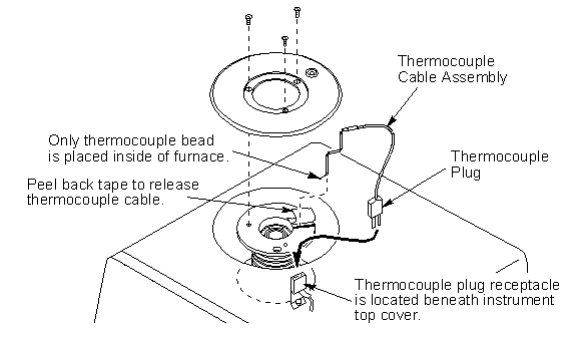 Thermocouple
Cable Assembly
Only thermocouple bead
is placed inside of furnace.
Thermocouple
Plug
Peel back tape to release
thermocouple cable.
Thermocouple plug receptacle
is located beneath instrument
top cover.